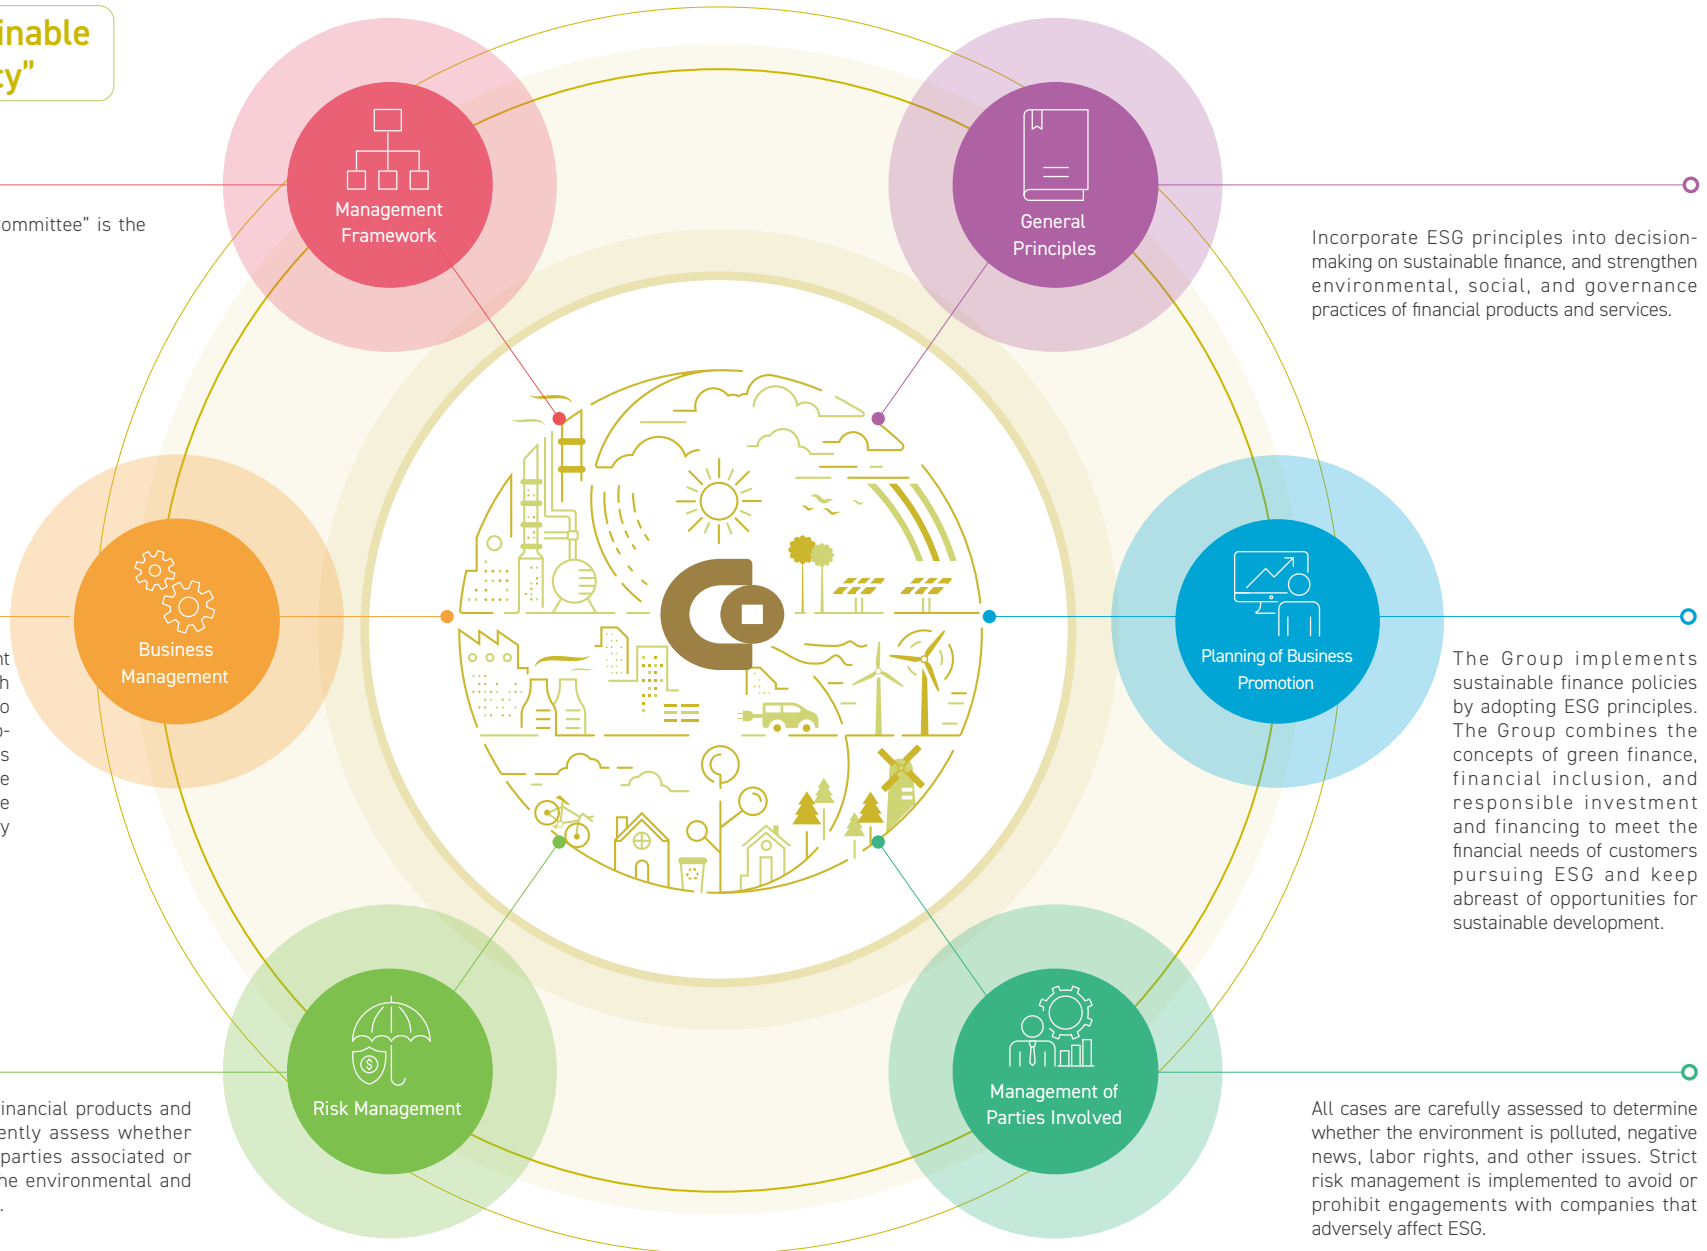 inable
cy”
Management
Framework
ommittee” is the
General
Principles
Incorporate ESG principles into decision-
making on sustainable finance, and strengthen
environmental, social, and governance
practices of financial products and services.
Business
Management
nt
h
o
o-
s
e
e
y
Planning of Business
Promotion
The Group implements
sustainable finance policies
by adopting ESG principles.
The Group combines the
concepts of green finance,
financial inclusion, and
responsible investment
and financing to meet the
financial needs of customers
pursuing ESG and keep
abreast of opportunities for
sustainable development.
Risk Management
inancial products and
ently assess whether
parties associated or
he environmental and
.
Management of
Parties Involved
All cases are carefully assessed to determine
whether the environment is polluted, negative
news, labor rights, and other issues. Strict
risk management is implemented to avoid or
prohibit engagements with companies that
adversely affect ESG.